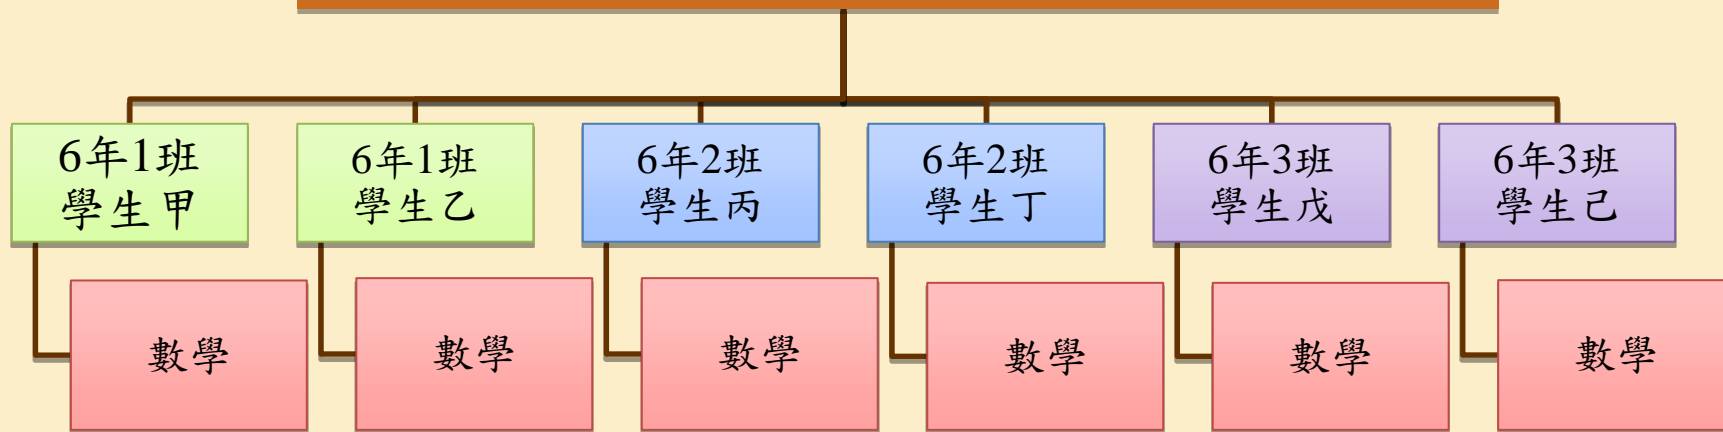 6年1班
學生甲
6年1班
學生乙
6年2班
學生丙
6年2班
學生丁
6年3班
學生戊
6年3班
學生己
數學
數學
數學
數學
數學
數學